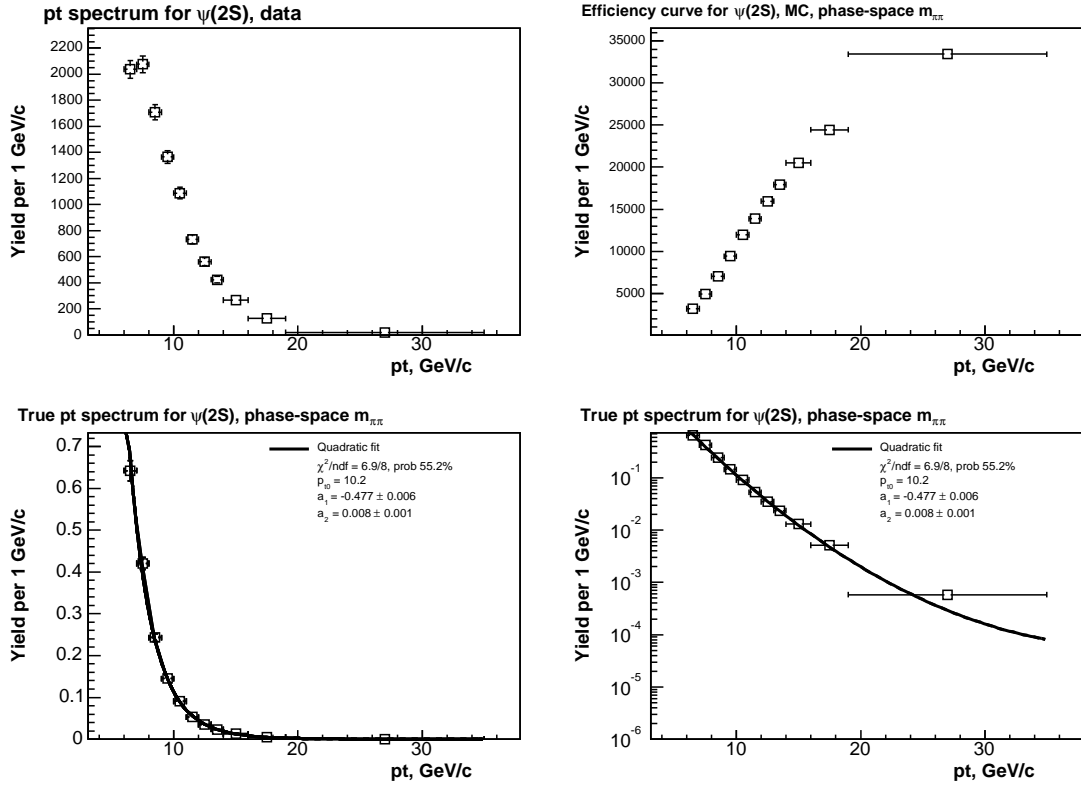 pt spectrum for ψ(2S), data
Yield per 1 GeV/c
2200
2000
1800
1600
1400
1200
1000
800
600
400
200
0
10 20 30
pt, GeV/c
Efficiency curve for ψ(2S), MC, phase-space m_ππ
Yield per 1 GeV/c
35000
30000
25000
20000
15000
10000
5000
10 20 30
pt, GeV/c
True pt spectrum for ψ(2S), phase-space m_ππ
Yield per 1 GeV/c
0.7
0.6
0.5
0.4
0.3
0.2
0.1
0
Quadratic fit
χ²/ndf = 6.9/8, prob 55.2%
p_t0 = 10.2
a_1 = -0.477 ± 0.006
a_2 = 0.008 ± 0.001
10 20 30
pt, GeV/c
True pt spectrum for ψ(2S), phase-space m_ππ
Yield per 1 GeV/c
10⁻¹
10⁻²
10⁻³
10⁻⁴
10⁻⁵
10⁻⁶
Quadratic fit
χ²/ndf = 6.9/8, prob 55.2%
p_t0 = 10.2
a_1 = -0.477 ± 0.006
a_2 = 0.008 ± 0.001
10 20 30
pt, GeV/c